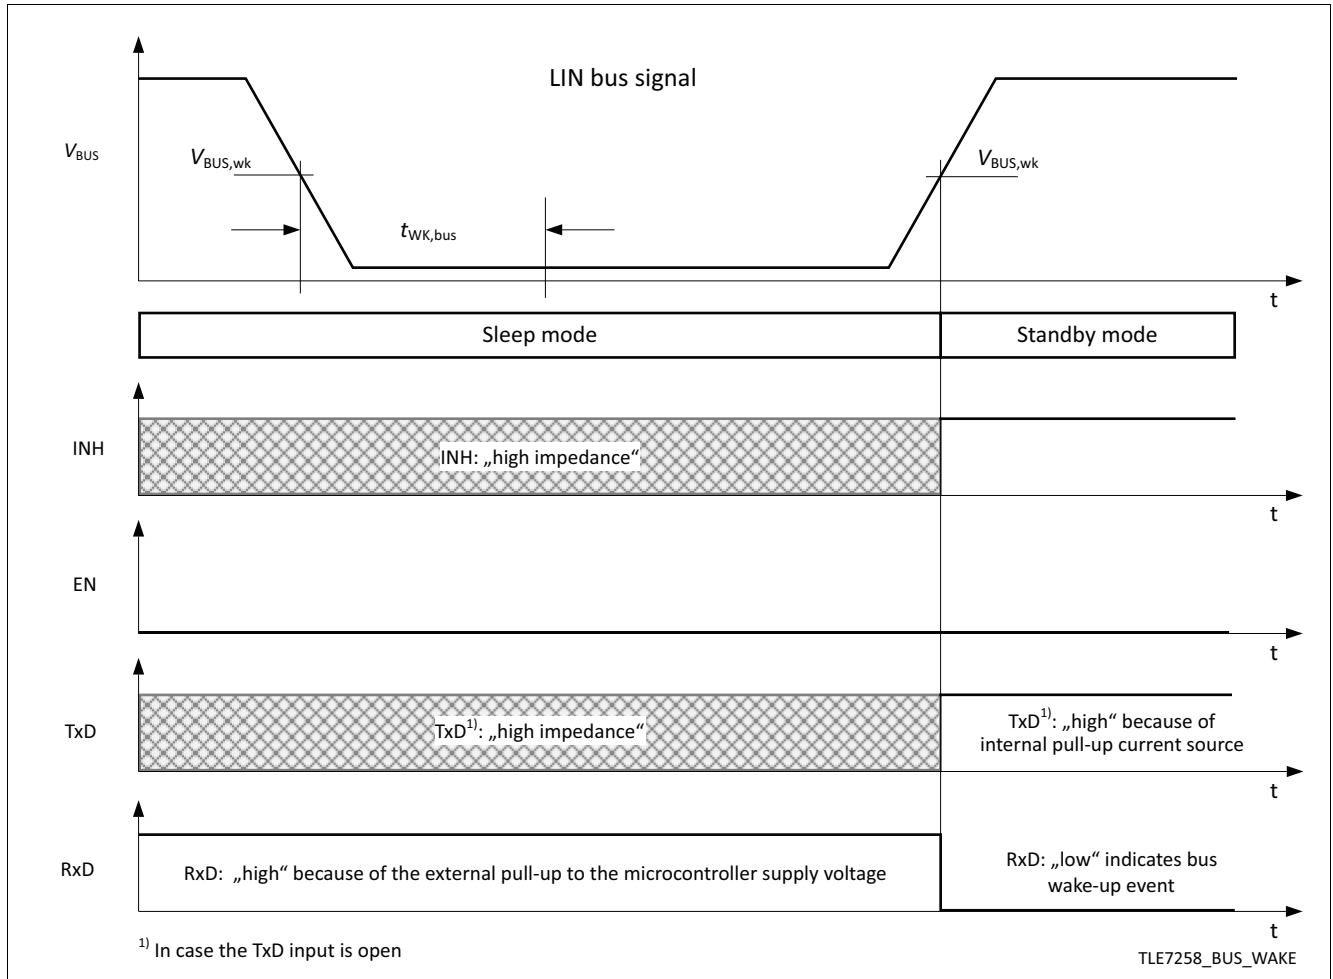 LIN bus signal
V_BUS
V_BUS,wk
V_BUS,wk
t_WK,bus
t
Sleep mode
Standby mode
INH
INH: „high impedance“
t
EN
t
TxD
TxD¹⁾: „high impedance“
TxD¹⁾: „high“ because of
internal pull-up current source
t
RxD
RxD: „high“ because of the external pull-up to the microcontroller supply voltage
RxD: „low“ indicates bus
wake-up event
t
¹⁾ In case the TxD input is open
TLE7258_BUS_WAKE